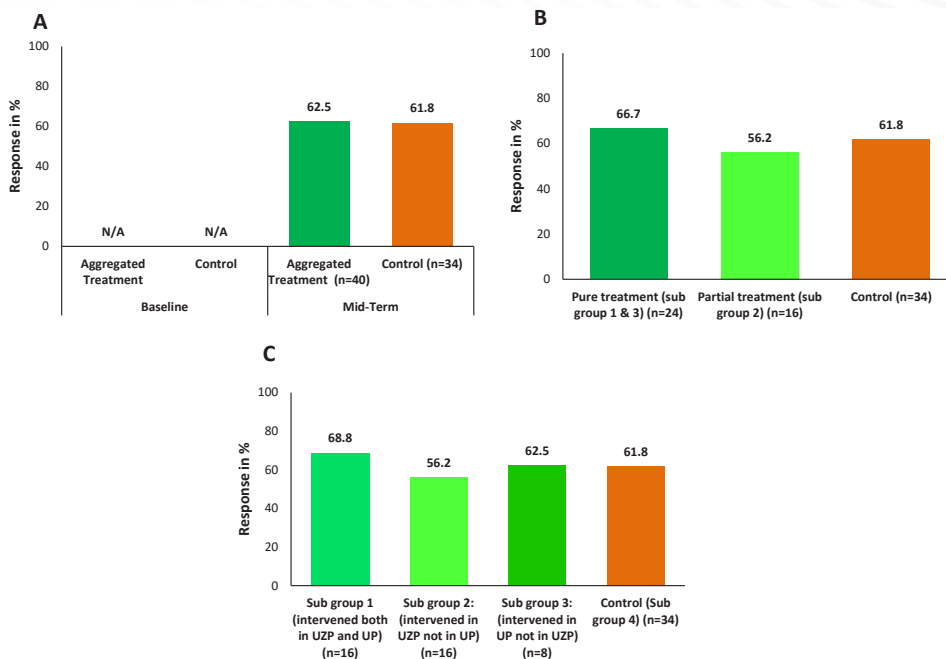 A
100
80
60
40
20
0
Response in %
N/A
N/A
62.5
61.8
Aggregated
Treatment
Control
Aggregated
Treatment (n=40)
Control (n=34)
Baseline
Mid-Term
B
100
80
60
40
20
0
Response in %
66.7
56.2
61.8
Pure treatment (sub
group 1 & 3) (n=24)
Partial treatment (sub
group 2) (n=16)
Control (n=34)
C
100
80
60
40
20
0
Response in %
68.8
56.2
62.5
61.8
Sub group 1
(intervened both
in UZP and UP)
(n=16)
Sub group 2:
(intervened in
UZP not in UP)
(n=16)
Sub group 3:
(intervened in
UP not in UZP)
(n=8)
Control (Sub
group 4) (n=34)